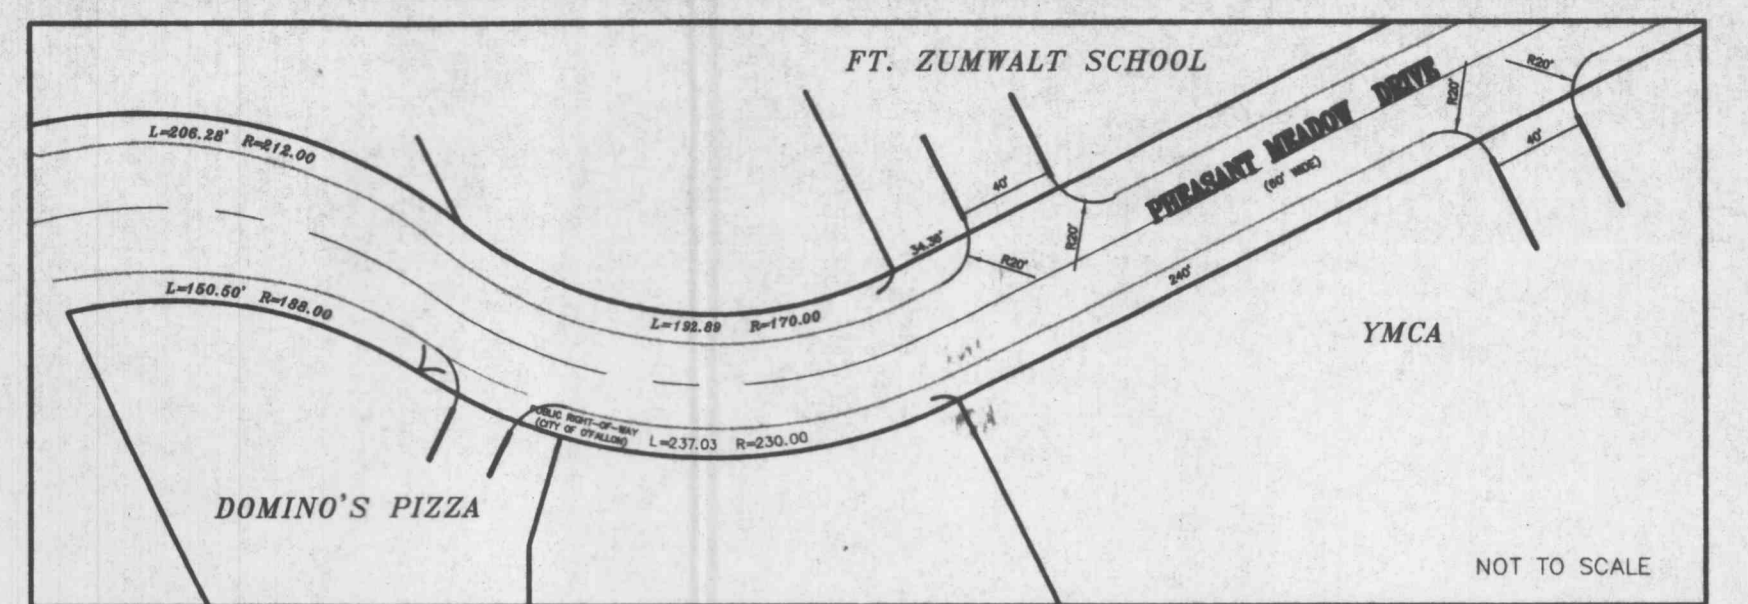 FT. ZUMWALT SCHOOL
R20'
R20'
PHEASANT MEADOW DRIVE
(60' WIDE)
L=206.28' R=212.00
40'
40'
34.36'
R20'
R20'
240'
L=150.50' R=188.00
L=192.89 R=170.00
YMCA
PUBLIC RIGHT-OF-WAY
(CITY OF O'FALLON)
L=237.03 R=230.00
DOMINO'S PIZZA
NOT TO SCALE